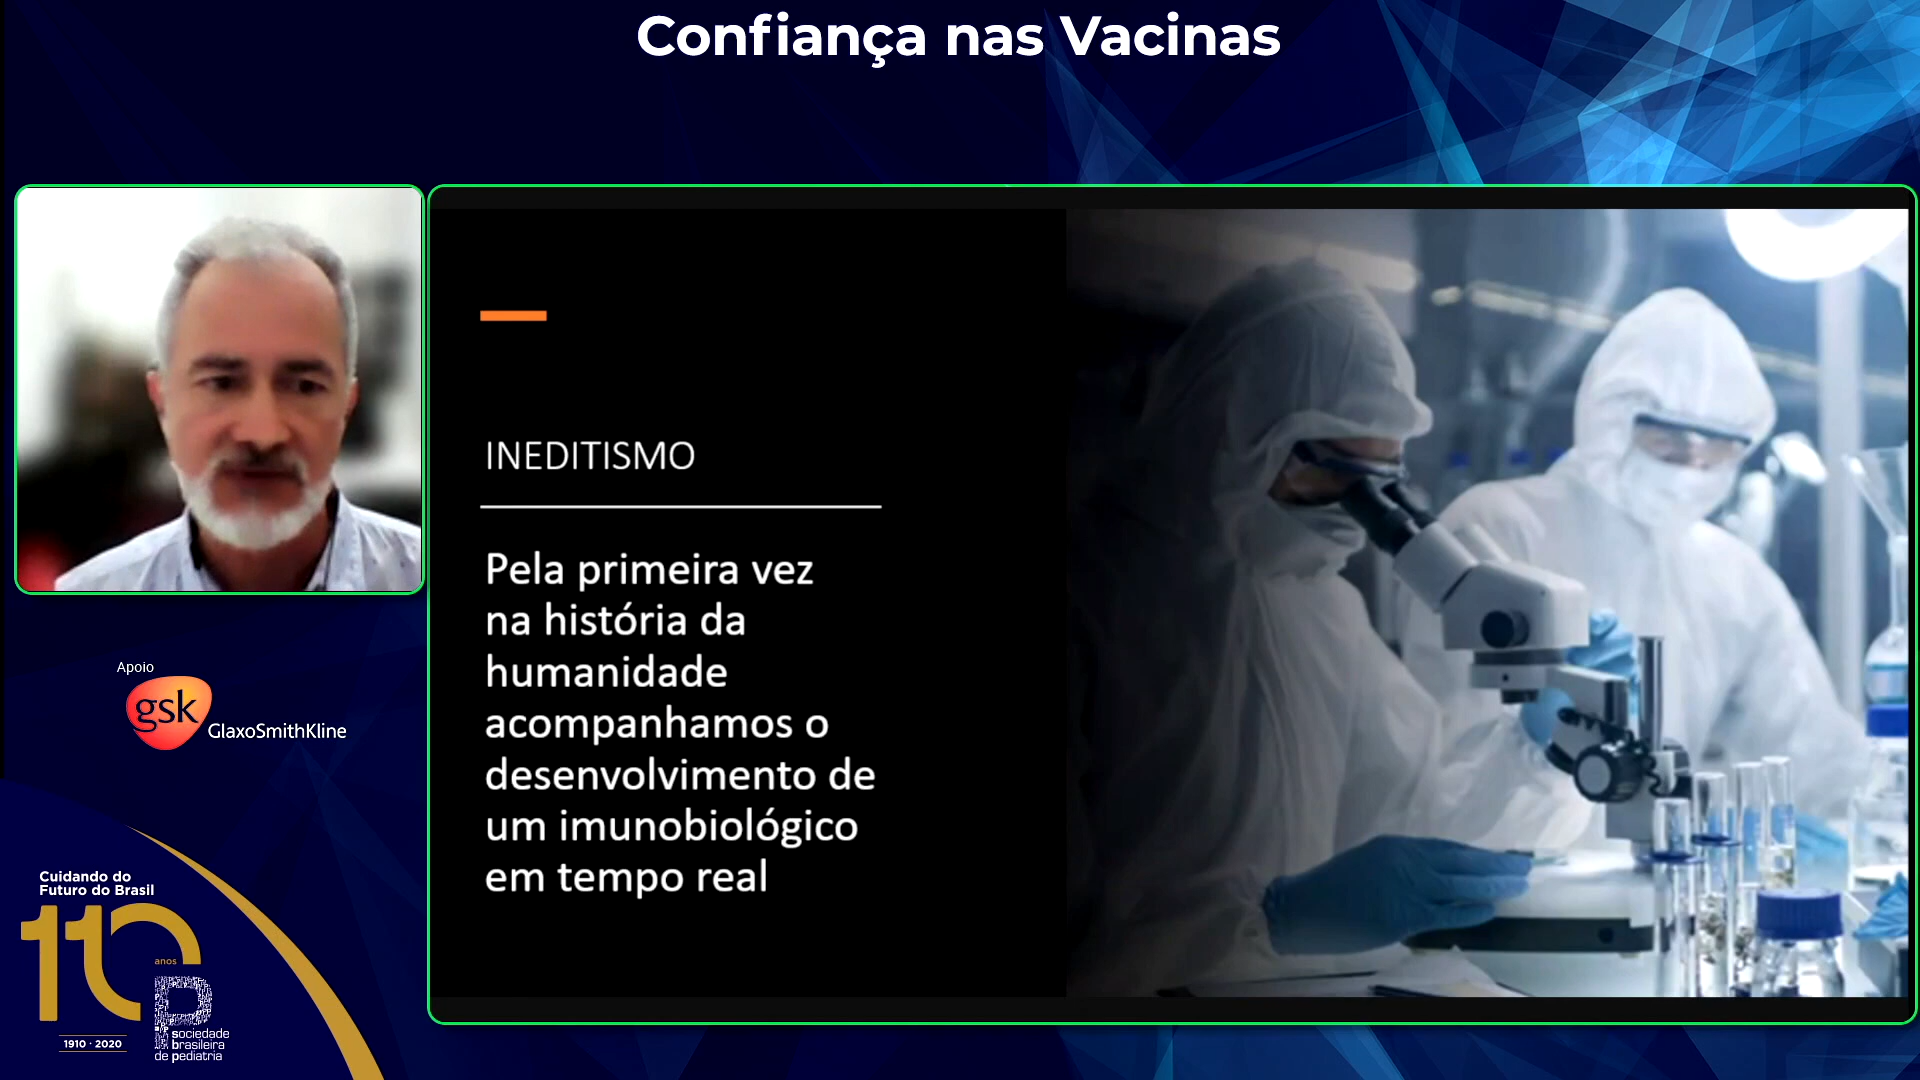 Confiança nas Vacinas
INEDITISMO
Pela primeira vez
na história da
humanidade
acompanhamos o
desenvolvimento de
um imunobiológico
em tempo real
Apoio
gsk
GlaxoSmithKline
Cuidando do
Futuro do Brasil
110
anos
1910 · 2020
sociedade
brasileira
de pediatria